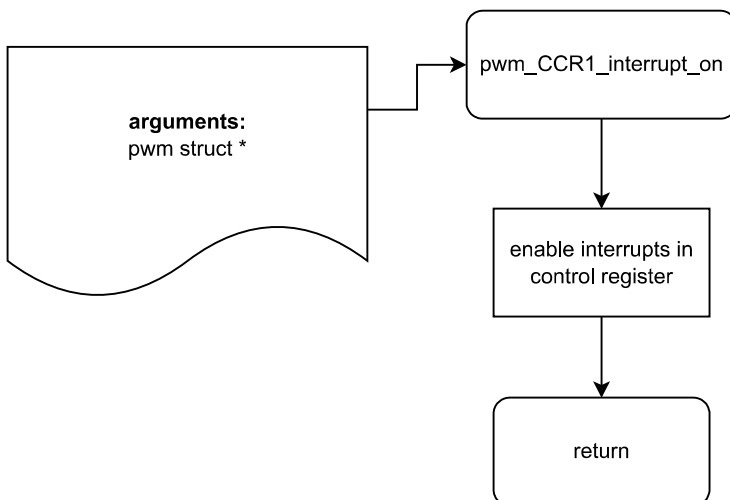 arguments:
pwm struct *
pwm_CCR1_interrupt_on
enable interrupts in
control register
return